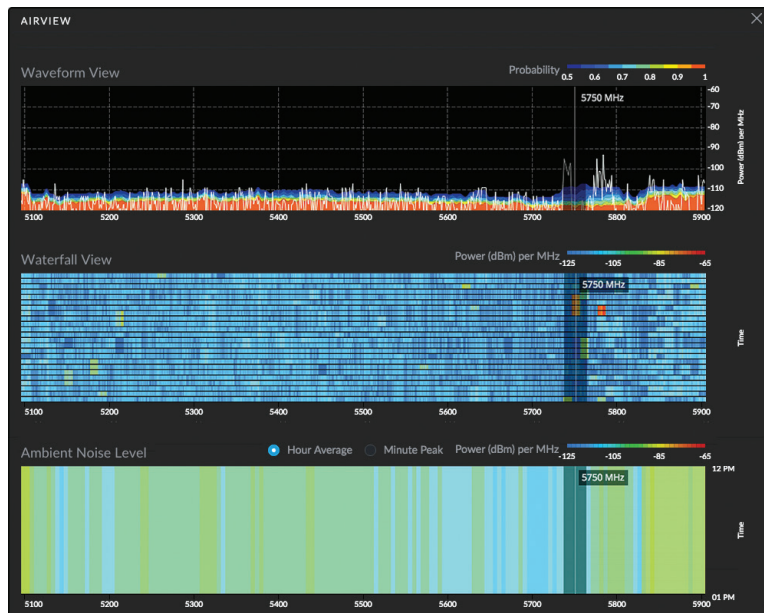 AIRVIEW
Waveform View
Probability
0.5 0.6 0.7 0.8 0.9 1
5750 MHz
-60
-70
-80
-90
-100
-110
-120
Power (dBm) per MHz
5100 5200 5300 5400 5500 5600 5700 5800 5900
Waterfall View
Power (dBm) per MHz
-125 -105 -85 -65
5750 MHz
Time
5100 5200 5300 5400 5500 5600 5700 5800 5900
Ambient Noise Level
Hour Average Minute Peak
Power (dBm) per MHz
-125 -105 -85 -65
5750 MHz
12 PM
Time
01 PM
5100 5200 5300 5400 5500 5600 5700 5800 5900